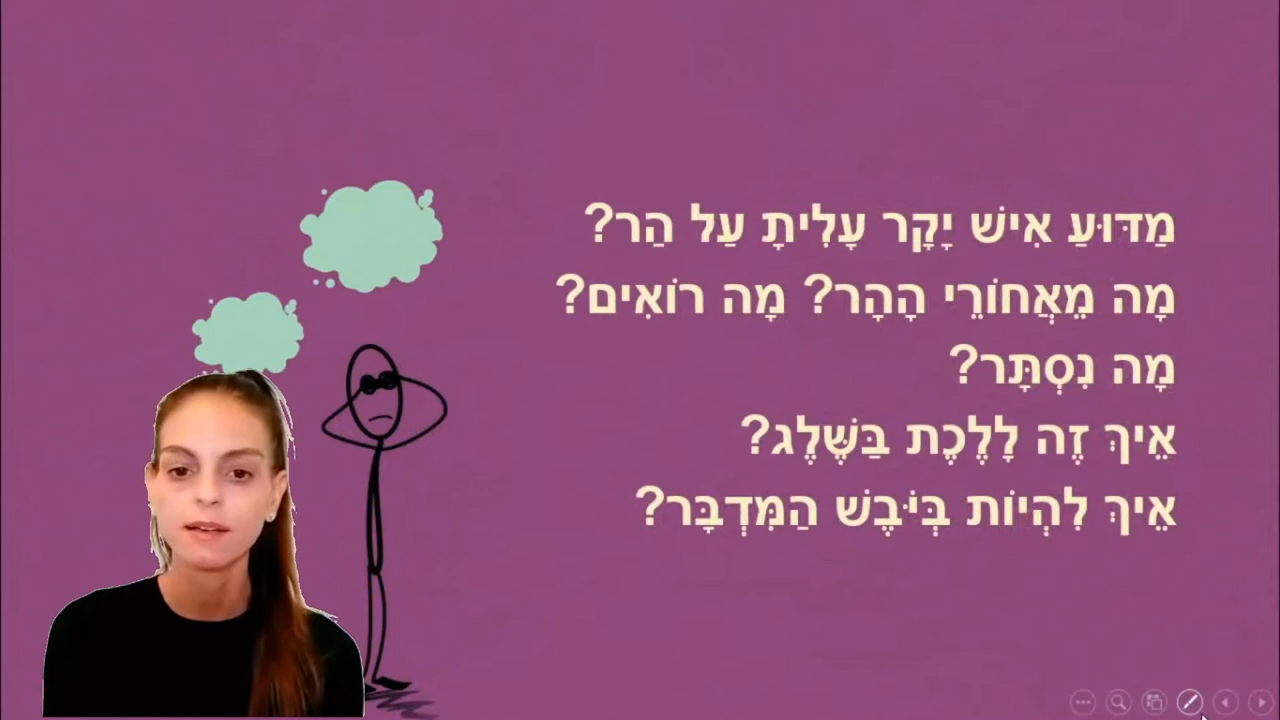 מַדּוּעַ אִישׁ יָקָר עָלִיתָ עַל הַר?
מָה מֵאֲחוֹרֵי הָהָר? מָה רוֹאִים?
מָה נִסְתָּר?
אֵיךְ זֶה לָלֶכֶת בַּשֶּׁלֶג?
אֵיךְ לִהְיוֹת בְּיֹבֶשׁ הַמִּדְבָּר?